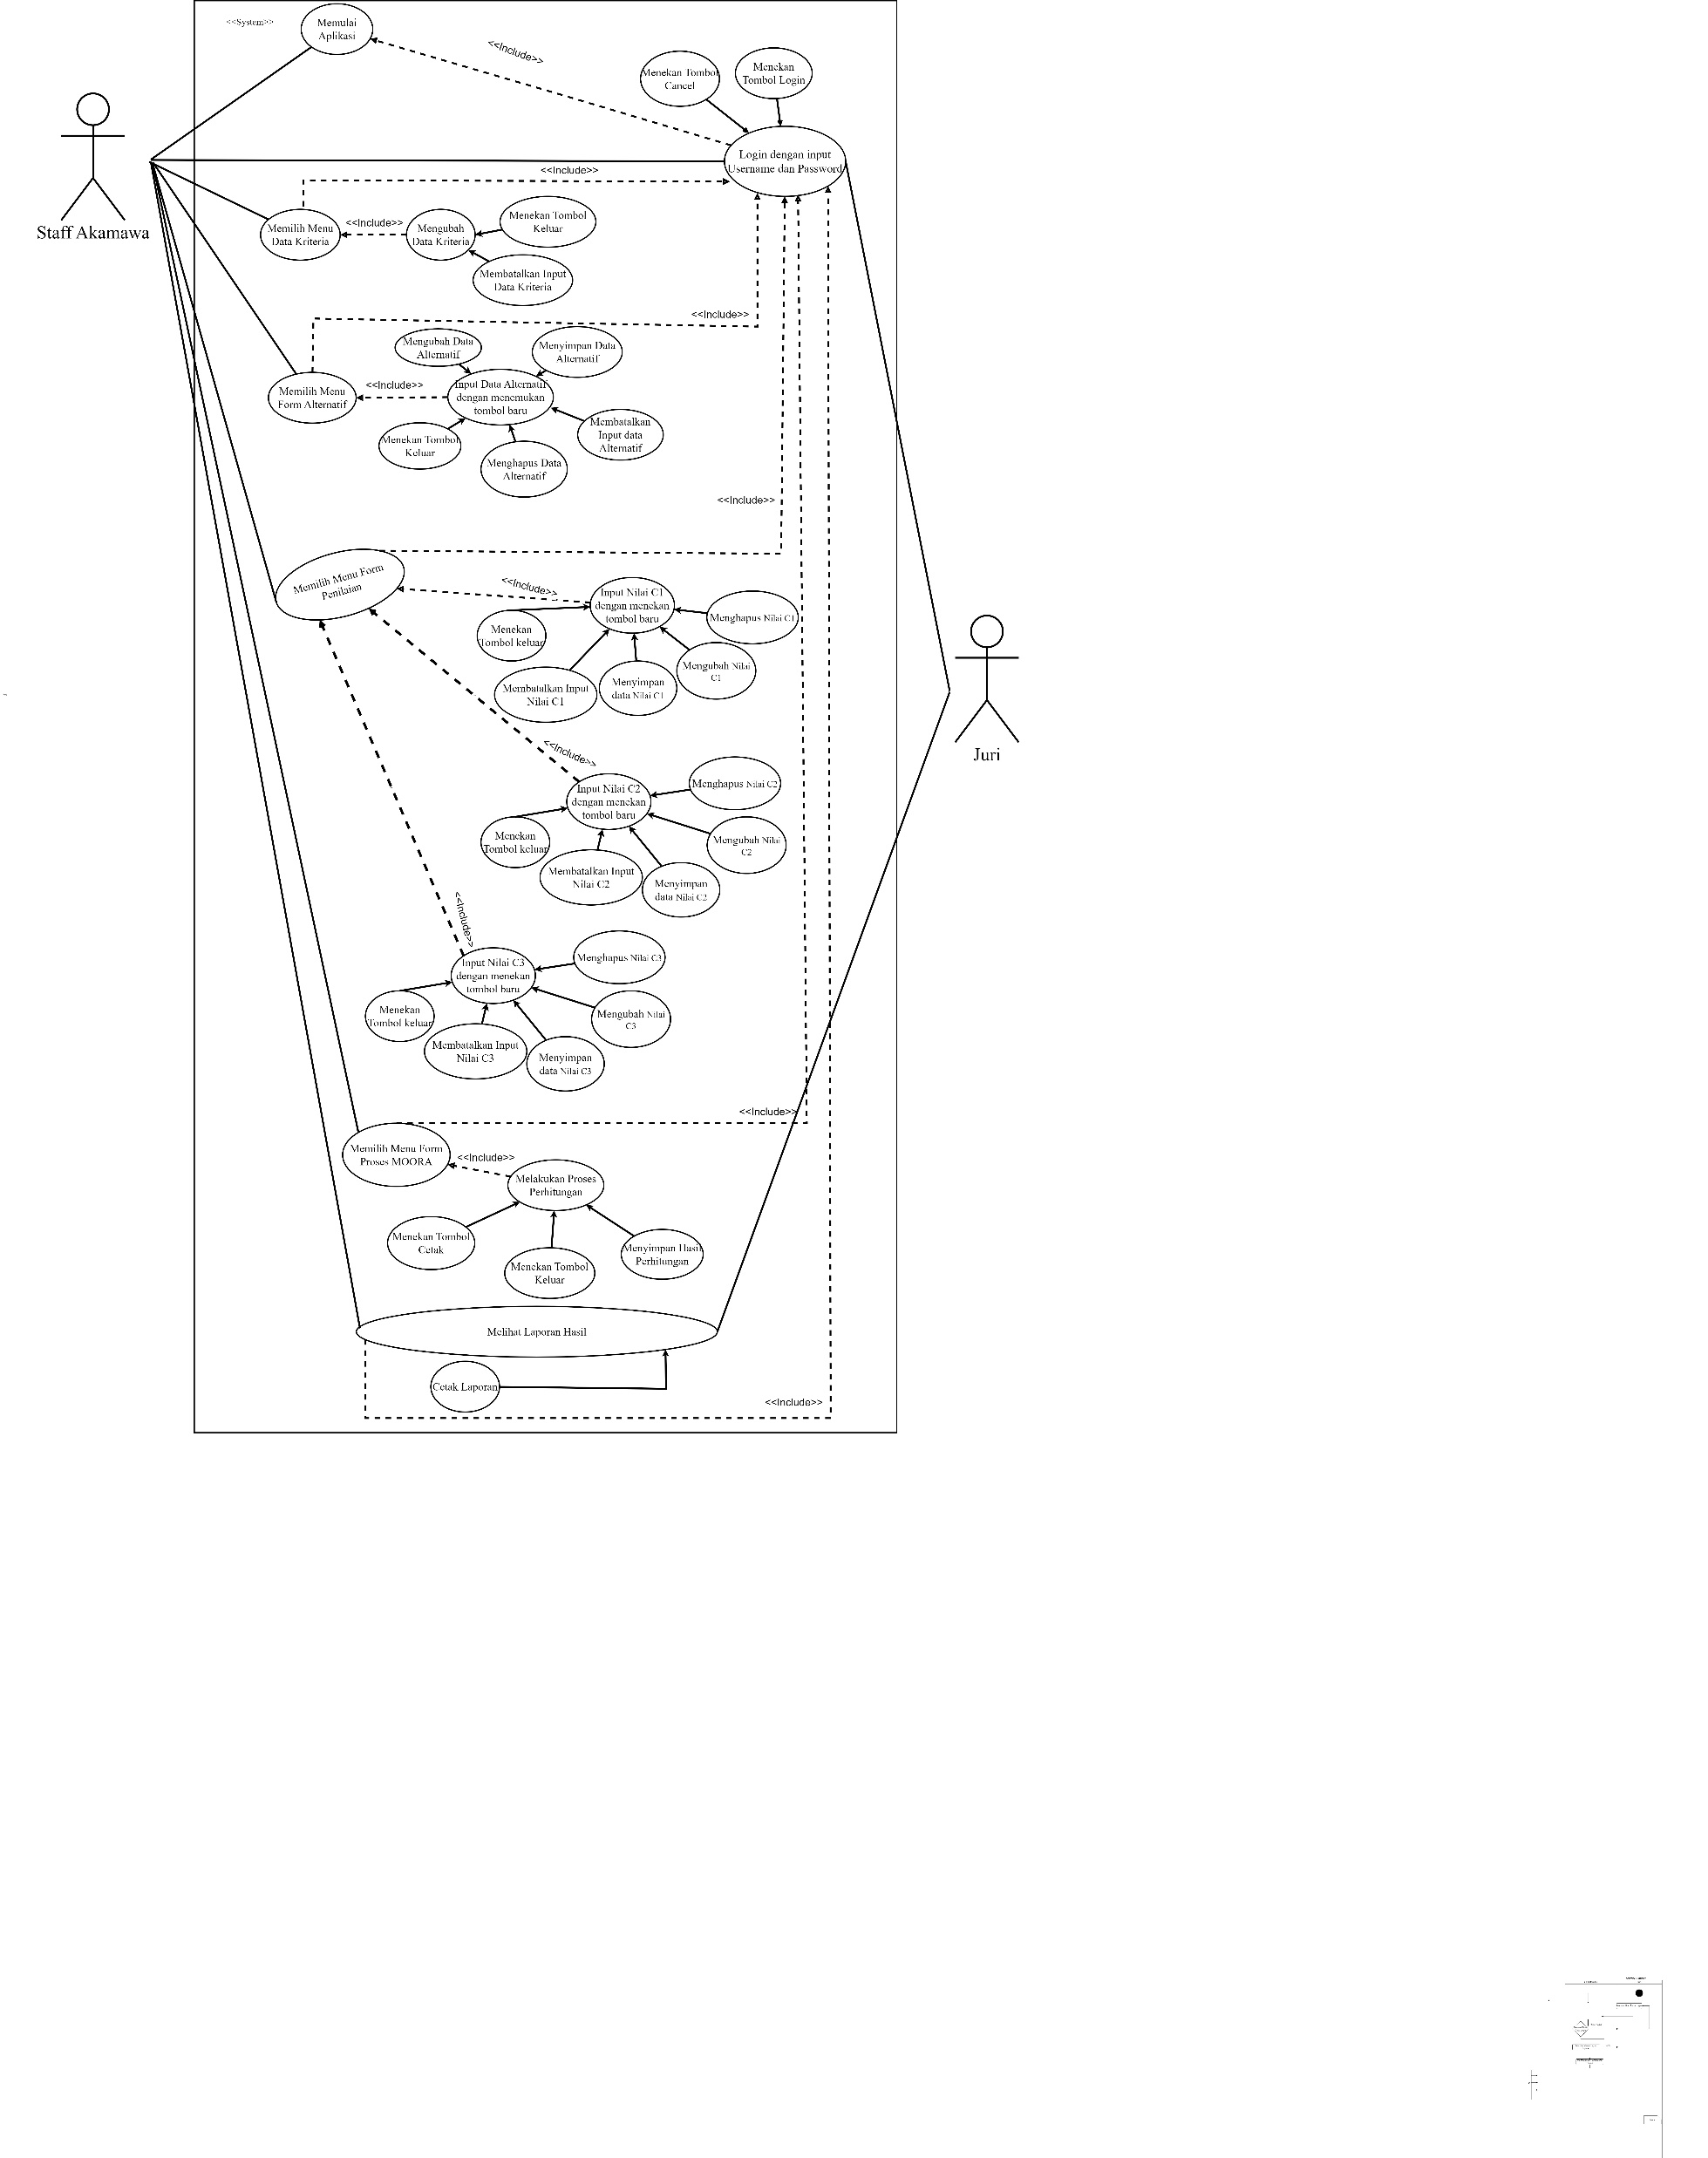 <<System>>
Memulai
Aplikasi
<<Include>>
Menekan Tombol
Cancel
Menekan
Tombol Login
Login dengan input
Username dan Password
Staff Akamawa
<<Include>>
Memilih Menu
Data Kriteria
<<Include>>
Mengubah
Data Kriteria
Menekan Tombol
Keluar
Membatalkan Input
Data Kriteria
<<Include>>
Mengubah Data
Alternatif
Menyimpan Data
Alternatif
Memilih Menu
Form Alternatif
<<Include>>
Input Data Alternatif
dengan menemukan
tombol baru
Menekan Tombol
Keluar
Menghapus Data
Alternatif
Membatalkan
Input data
Alternatif
<<Include>>
Memilih Menu Form
Penilaian
<<Include>>
Input Nilai C1
dengan menekan
tombol baru
Menekan
Tombol keluar
Membatalkan Input
Nilai C1
Menyimpan
data Nilai C1
Mengubah Nilai
C1
Menghapus Nilai C1
Juri
<<Include>>
Input Nilai C2
dengan menekan
tombol baru
Menghapus Nilai C2
Menekan
Tombol keluar
Mengubah Nilai
C2
Membatalkan Input
Nilai C2
Menyimpan
data Nilai C2
<<Include>>
Input Nilai C3
dengan menekan
tombol baru
Menghapus Nilai C3
Menekan
Tombol keluar
Mengubah Nilai
C3
Membatalkan Input
Nilai C3
Menyimpan
data Nilai C3
<<Include>>
Memilih Menu Form
Proses MOORA
<<Include>>
Melakukan Proses
Perhitungan
Menekan Tombol
Cetak
Menekan Tombol
Keluar
Menyimpan Hasil
Perhitungan
Melihat Laporan Hasil
Cetak Laporan
<<Include>>